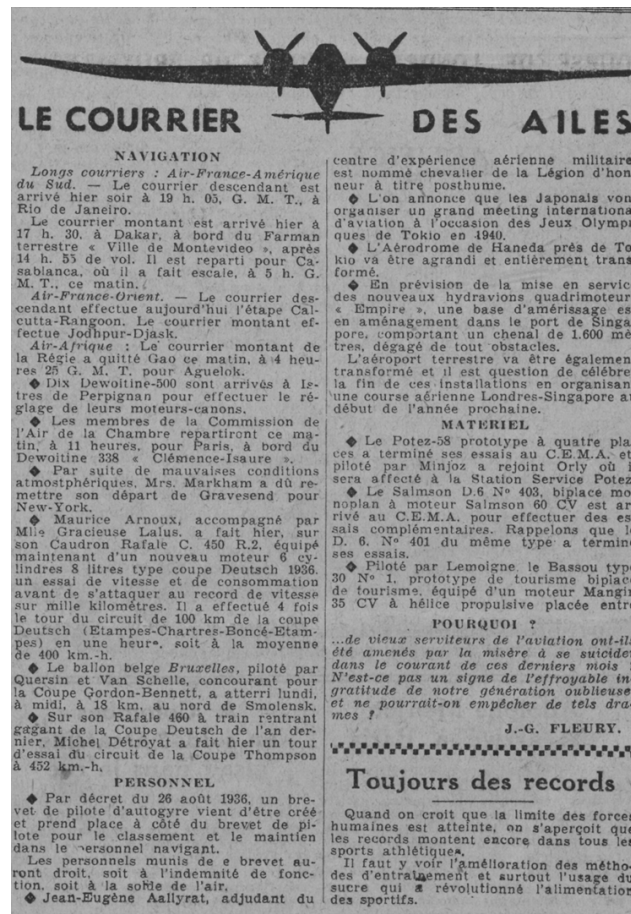 LE COURRIER DES AILES
NAVIGATION
Longs courriers : Air-France-Amérique
du Sud. — Le courrier descendant est
arrivé hier soir à 19 h. 05, G. M. T., à
Rio de Janeiro.
Le courrier montant est arrivé hier à
17 h. 30, à Dakar, à bord du Farman
terrestre « Ville de Montevideo », après
14 h. 55 de vol. Il est reparti pour Ca-
sablanca, où il a fait escale, à 5 h. G.
M. T., ce matin.
Air-France-Orient. — Le courrier des-
cendant effectue aujourd'hui l'étape Cal-
cutta-Rangoon. Le courrier montant ef-
fectue Jodhpur-Djask.
Air-Afrique : Le courrier montant de
la Régie a quitté Gao ce matin, à 4 heu-
res 25 G. M. T. pour Aguelok.
◆ Dix Dewoitine-500 sont arrivés à Is-
tres de Perpignan pour effectuer le ré-
glage de leurs moteurs-canons.
◆ Les membres de la Commission de
l'Air de la Chambre repartiront ce ma-
tin, à 11 heures, pour Paris, à bord du
Dewoitine 338 « Clémence-Isaure ».
◆ Par suite de mauvaises conditions
atmostphériques, Mrs. Markham a dû re-
mettre son départ de Gravesend pour
New-York.
◆ Maurice Arnoux, accompagné par
Mlle Gracieuse Lalus, a fait hier, sur
son Caudron Rafale C. 450 R.2, équipé
maintenant d'un nouveau moteur 6 cy-
lindres 8 litres type coupe Deutsch 1936.
un essai de vitesse et de consommation
avant de s'attaquer au record de vitesse
sur mille kilomètres. Il a effectué 4 fois
le tour du circuit de 100 km de la coupe
Deutsch (Etampes-Chartres-Boncé-Etam-
pes) en une heure, soit à la moyenne
de 400 km.-h.
◆ Le ballon belge Bruxelles, piloté par
Quersin et Van Schelle, concourant pour
la Coupe Gordon-Bennett, a atterri lundi,
à midi, à 18 km. au nord de Smolensk.
◆ Sur son Rafale 460 à train rentrant
gagant de la Coupe Deutsch de l'an der-
nier, Michel Détroyat a fait hier un tour
d'essai du circuit de la Coupe Thompson
à 452 km.-h.
PERSONNEL
◆ Par décret du 26 août 1936, un bre-
vet de pilote d'autogyre vient d'être créé
et prend place à côté du brevet de pi-
lote pour le classement et le maintien
dans le personnel navigant.
Les personnels munis de e brevet au-
ront droit, soit à l'indemnité de fonc-
tion, soit à la solde de l'air.
◆ Jean-Eugène Aallyrat, adjudant du
centre d'expérience aérienne militaire
est nommé chevalier de la Légion d'hon
neur à titre posthume.
◆ L'on annonce que les Japonais von
organiser un grand meeting internationa
d'aviation à l'occasion des Jeux Olympi
ques de Tokio en 1940.
◆ L'Aérodrome de Haneda près de To
kio va être agrandi et entièrement trans
formé.
◆ En prévision de la mise en servic
des nouveaux hydravions quadrimoteur
« Empire », une base d'amérissage es
en aménagement dans le port de Singa
pore, comportant un chenal de 1.600 mè
tres, dégagé de tout obstacles.
L'aéroport terrestre va être égalemen
transformé et il est question de célébre
la fin de ces installations en organisan
une course aérienne Londres-Singapore a
début de l'année prochaine.
MATERIEL
◆ Le Potez-58 prototype à quatre pla
ces a terminé ses essais au C.E.M.A. et
piloté par Minjoz a rejoint Orly où i
sera affecté à la Station Service Potez
◆ Le Salmson D.6 Nº 403, biplace mo
noplan à moteur Salmson 60 CV est ar
rivé au C.E.M.A. pour effectuer des es
sais complémentaires. Rappelons que l
D. 6. Nº 401 du même type a termin
ses essais.
◆ Piloté par Lemoigne le Bassou typ
30 Nº 1, prototype de tourisme biplac
de tourisme, équipé d'un moteur Mangi
35 CV à hélice propulsive placée entr
POURQUOI ?
...de vieux serviteurs de l'aviation ont-il
été amenés par la misère à se suicide
dans le courant de ces derniers mois ?
N'est-ce pas un signe de l'effroyable in
gratitude de notre génération oublieuse
et ne pourrait-on empêcher de tels dra
mes ?
J.-G. FLEURY.
Toujours des records
Quand on croit que la limite des force
humaines est atteinte, on s'aperçoit que
les records montent encore dans tous le
sports athlétiques.
Il faut y voir l'amélioration des métho-
des d'entraînement et surtout l'usage du
sucre qui a révolutionné l'alimentation
des sportifs.